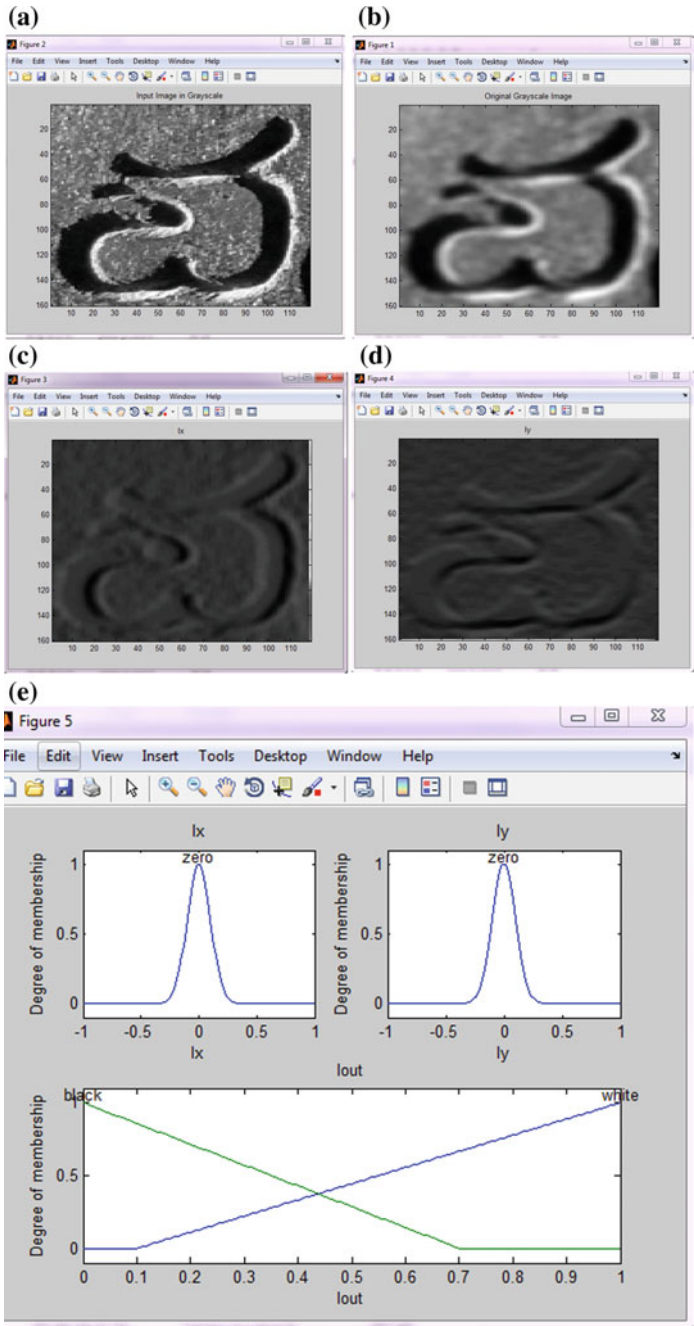 (a)
Figure 2
File Edit View Insert Tools Desktop Window Help
Input Image in Grayscale
20
40
60
80
100
120
140
160
10 20 30 40 50 60 70 80 90 100 110
(b)
Figure 1
File Edit View Insert Tools Desktop Window Help
Original Grayscale Image
20
40
60
80
100
120
140
160
10 20 30 40 50 60 70 80 90 100 110
(c)
Figure 3
File Edit View Insert Tools Desktop Window Help
Ix
20
40
60
80
100
120
140
160
10 20 30 40 50 60 70 80 90 100 110
(d)
Figure 4
File Edit View Insert Tools Desktop Window Help
Iy
20
40
60
80
100
120
140
160
10 20 30 40 50 60 70 80 90 100 110
(e)
Figure 5
File Edit View Insert Tools Desktop Window Help
Ix
zero
Degree of membership
1
0.5
0
-1 -0.5 0 0.5 1
Ix
Iy
zero
Degree of membership
1
0.5
0
-1 -0.5 0 0.5 1
Iy
Iout
black
white
Degree of membership
1
0.5
0
0 0.1 0.2 0.3 0.4 0.5 0.6 0.7 0.8 0.9 1
Iout